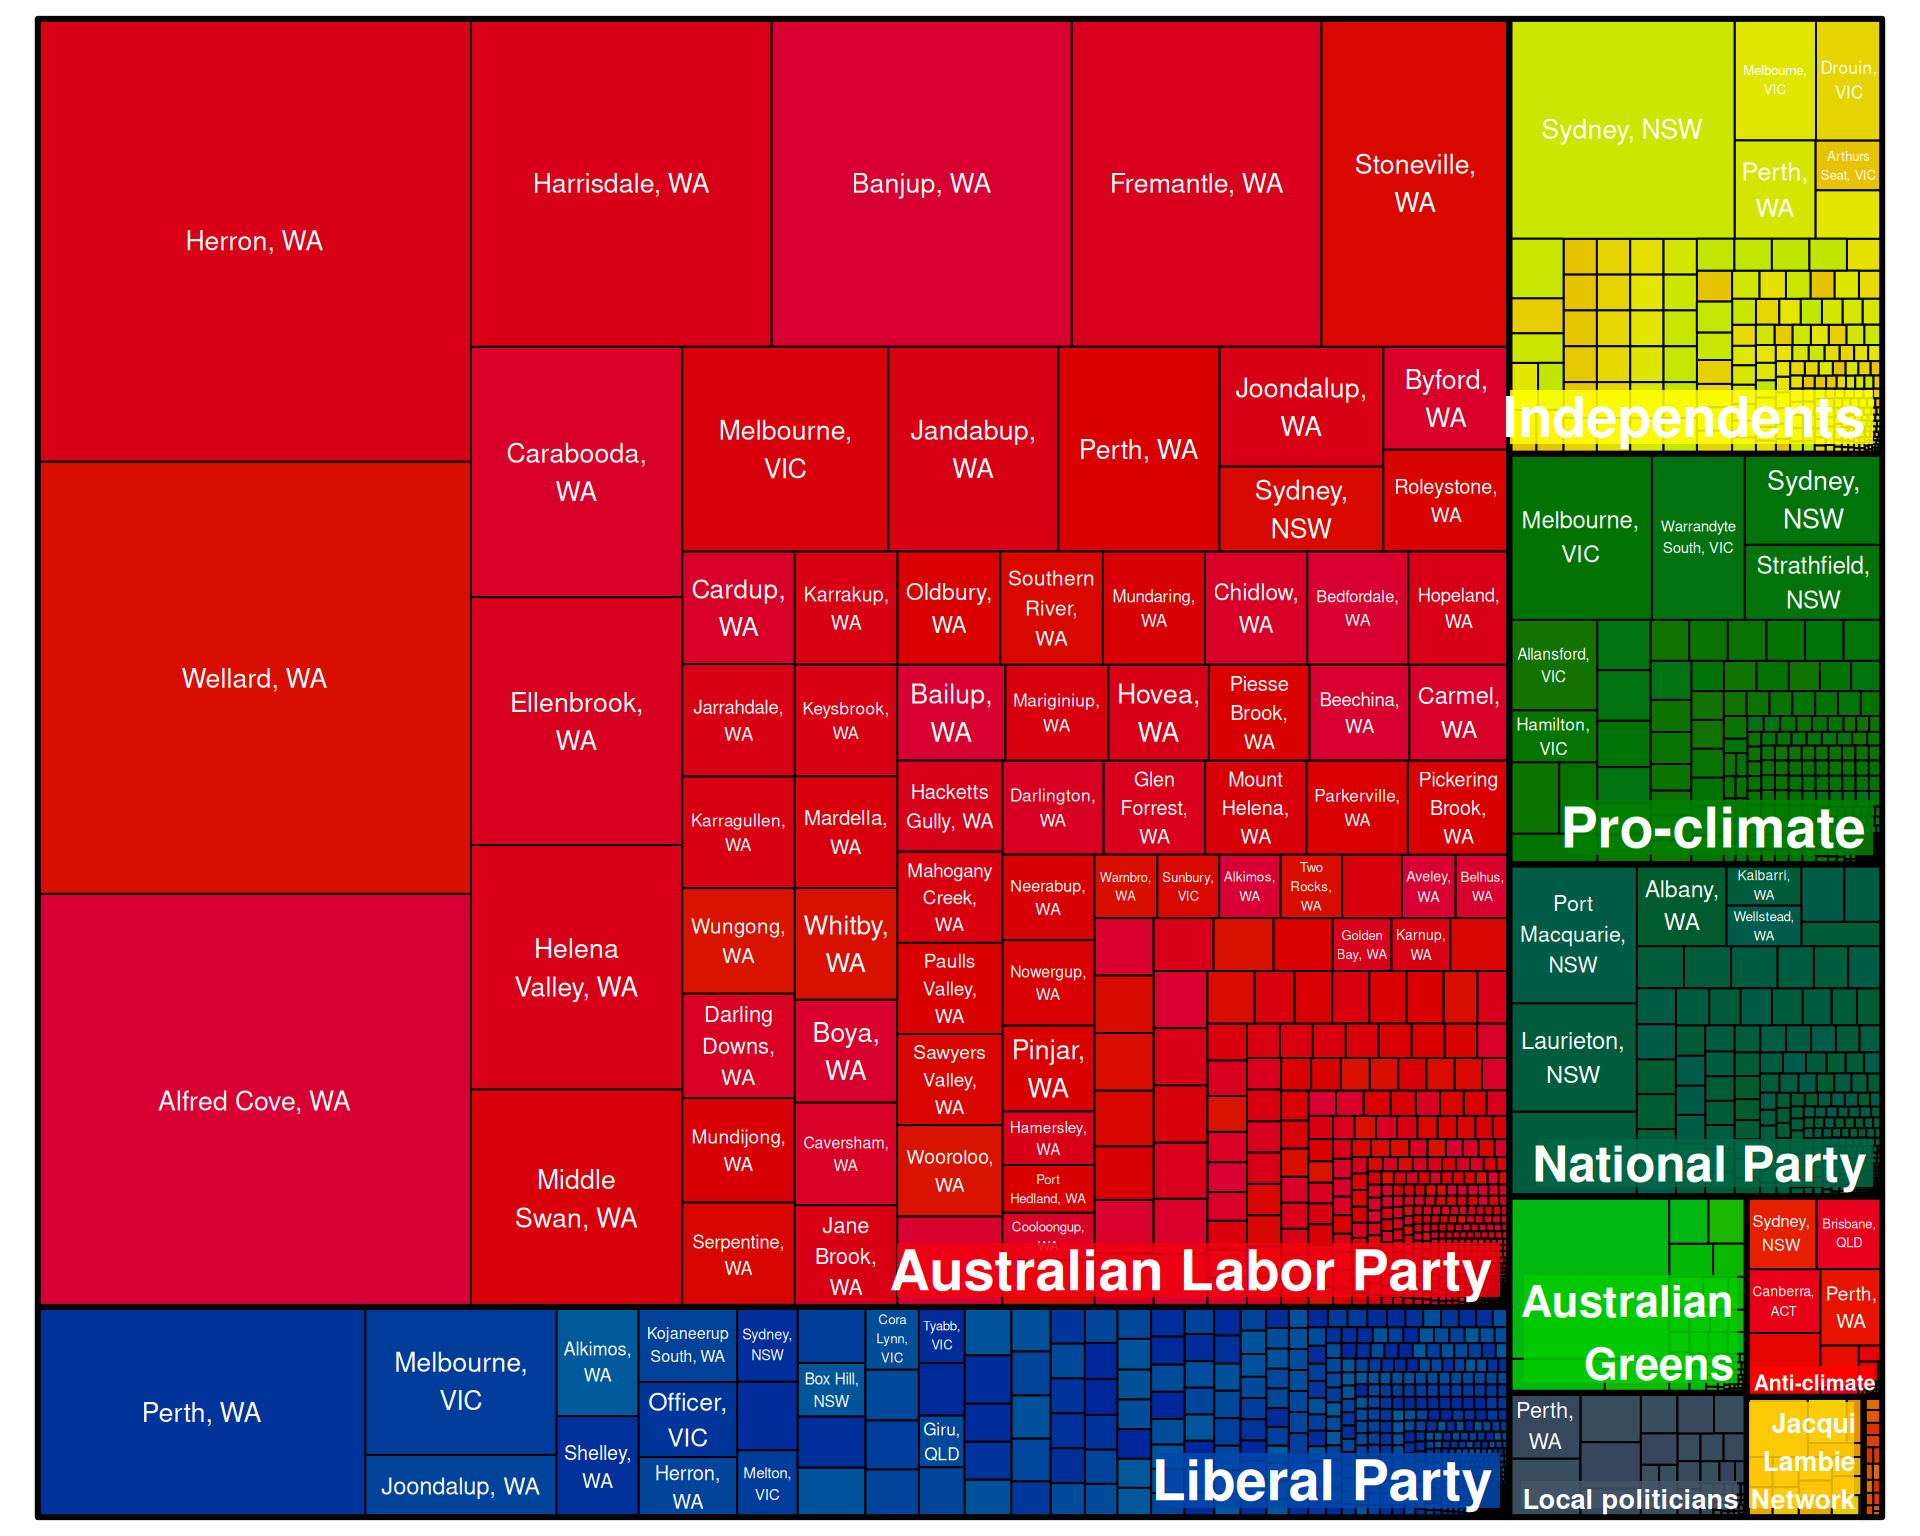 Herron, WA
Wellard, WA
Alfred Cove, WA
Harrisdale, WA
Banjup, WA
Fremantle, WA
Stoneville,
WA
Carabooda,
WA
Ellenbrook,
WA
Helena
Valley, WA
Middle
Swan, WA
Melbourne,
VIC
Jandabup,
WA
Perth, WA
Joondalup,
WA
Sydney,
NSW
Byford,
WA
Roleystone,
WA
Cardup,
WA
Karrakup,
WA
Oldbury,
WA
Southern
River,
WA
Mundaring,
WA
Chidlow,
WA
Bedfordale,
WA
Hopeland,
WA
Jarrahdale,
WA
Keysbrook,
WA
Bailup,
WA
Mariginiup,
WA
Hovea,
WA
Piesse
Brook,
WA
Beechina,
WA
Carmel,
WA
Karragullen,
WA
Mardella,
WA
Hacketts
Gully, WA
Darlington,
WA
Glen
Forrest,
WA
Mount
Helena,
WA
Parkerville,
WA
Pickering
Brook,
WA
Wungong,
WA
Whitby,
WA
Mahogany
Creek,
WA
Neerabup,
WA
Warnbro,
WA
Sunbury,
VIC
Alkimos,
WA
Two
Rocks,
WA
Aveley,
WA
Belhus,
WA
Golden
Bay, WA
Karnup,
WA
Paulls
Valley,
WA
Nowergup,
WA
Darling
Downs,
WA
Boya,
WA
Sawyers
Valley,
WA
Pinjar,
WA
Mundijong,
WA
Caversham,
WA
Wooroloo,
WA
Hamersley,
WA
Port
Hedland, WA
Cooloongup,
WA
Serpentine,
WA
Jane
Brook,
WA
Australian Labor Party
Perth, WA
Melbourne,
VIC
Joondalup, WA
Alkimos,
WA
Shelley,
WA
Kojaneerup
South, WA
Officer,
VIC
Herron,
WA
Sydney,
NSW
Melton,
VIC
Box Hill,
NSW
Cora
Lynn,
VIC
Tyabb,
VIC
Giru,
QLD
Liberal Party
Sydney, NSW
Melbourne,
VIC
Drouin,
VIC
Perth,
WA
Arthurs
Seat, VIC
Independents
Melbourne,
VIC
Warrandyte
South, VIC
Sydney,
NSW
Strathfield,
NSW
Allansford,
VIC
Hamilton,
VIC
Pro-climate
Port
Macquarie,
NSW
Albany,
WA
Kalbarri,
WA
Wellstead,
WA
Laurieton,
NSW
National Party
Australian
Greens
Sydney,
NSW
Brisbane,
QLD
Canberra,
ACT
Perth,
WA
Anti-climate
Perth,
WA
Local politicians
Jacqui
Lambie
Network